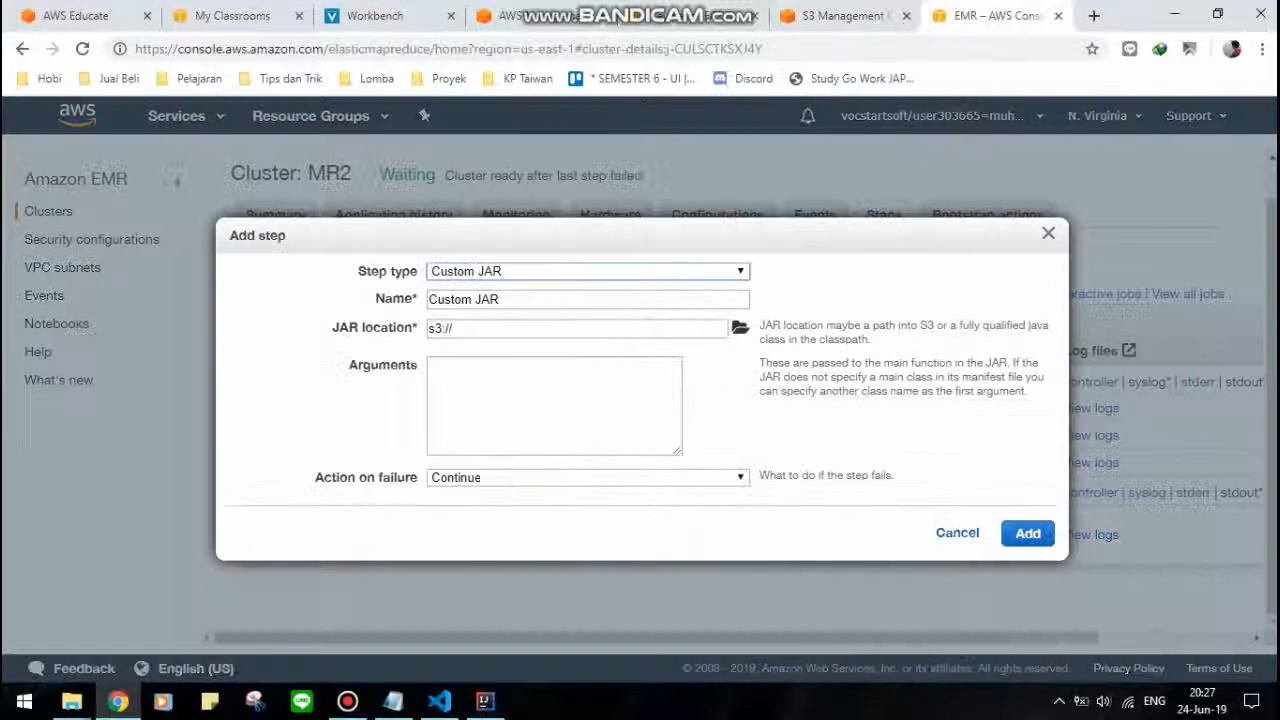 AWS Educate
My Classrooms
Workbench
AWS
www.BANDICAM.com
S3 Management C
EMR – AWS Cons
https://console.aws.amazon.com/elasticmapreduce/home?region=us-east-1#cluster-details:j-CULSCTKSXJ4Y
Hobi
Jual Beli
Pelajaran
Tips dan Trik
Lomba
Proyek
KP Taiwan
* SEMESTER 6 - UI |...
Discord
Study Go Work JAP...
aws
Services
Resource Groups
vocstartsoft/user303665=muh...
N. Virginia
Support
Amazon EMR
Clusters
Security configurations
VPC subnets
Events
Notebooks
Help
What's new
Cluster: MR2 Waiting Cluster ready after last step failed
Summary Application history Monitoring Hardware Configurations Events Steps Bootstrap actions
Add step
Step type Custom JAR
Name* Custom JAR
JAR location* s3://
JAR location maybe a path into S3 or a fully qualified java
class in the classpath.
Arguments
These are passed to the main function in the JAR. If the
JAR does not specify a main class in its manifest file you
can specify another class name as the first argument.
Action on failure Continue
What to do if the step fails.
Cancel
Add
active jobs | View all jobs
og files
ontroller | syslog* | stderr | stdout
iew logs
iew logs
iew logs
ontroller | syslog | stderr | stdout*
iew logs
Feedback
English (US)
© 2008 - 2019, Amazon Web Services, Inc. or its affiliates. All rights reserved.
Privacy Policy
Terms of Use
ENG
20:27
24-Jun-19